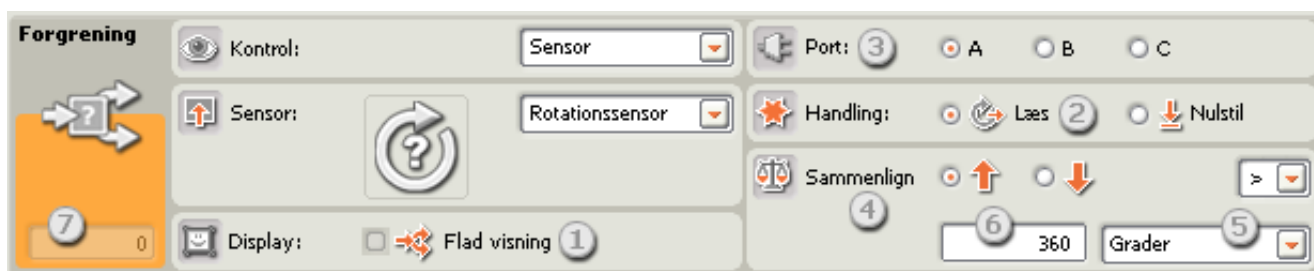 Forgrening
Kontrol: Sensor
Sensor: Rotationssensor
Display: Flad visning 1
7 0
Port: 3 A B C
Handling: Læs 2 Nulstil
Sammenlign >
4
6 360 Grader 5